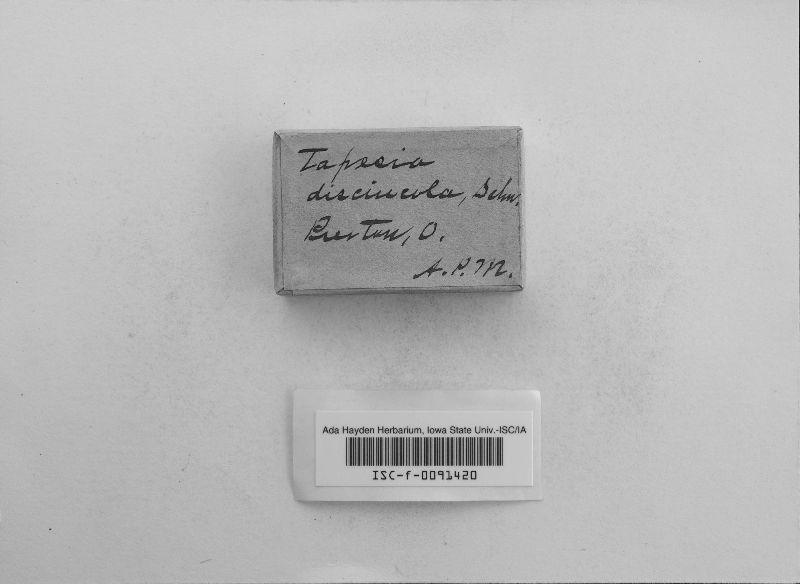 Tapesia
discincola, Schw.
Preston, O.
A.P.M.
Ada Hayden Herbarium, Iowa State Univ.-ISC/IA
ISC-f-0091420